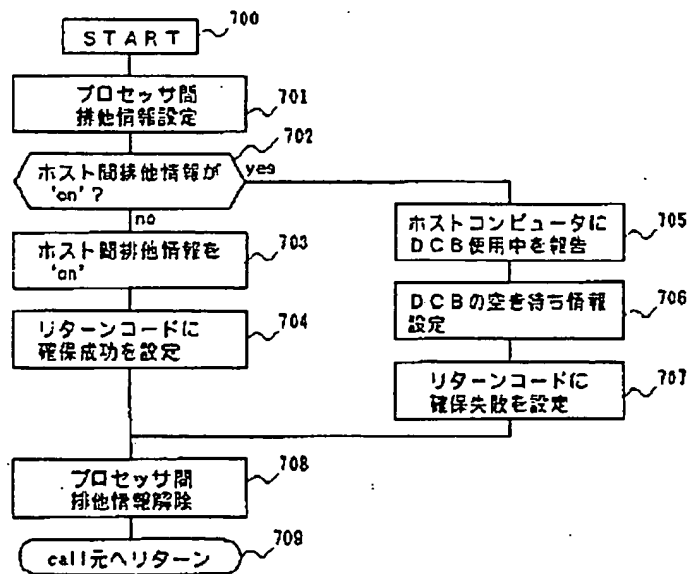 700
START
プロセッサ間
排他情報設定
701
702
ホスト間排他情報が
'on'?
yes
no
ホスト間排他情報を
'on'
703
リターンコードに
確保成功を設定
704
ホストコンピュータに
DCB使用中を報告
705
DCBの空き待ち情報
設定
706
リターンコードに
確保失敗を設定
707
プロセッサ間
排他情報解除
708
call元へリターン
709